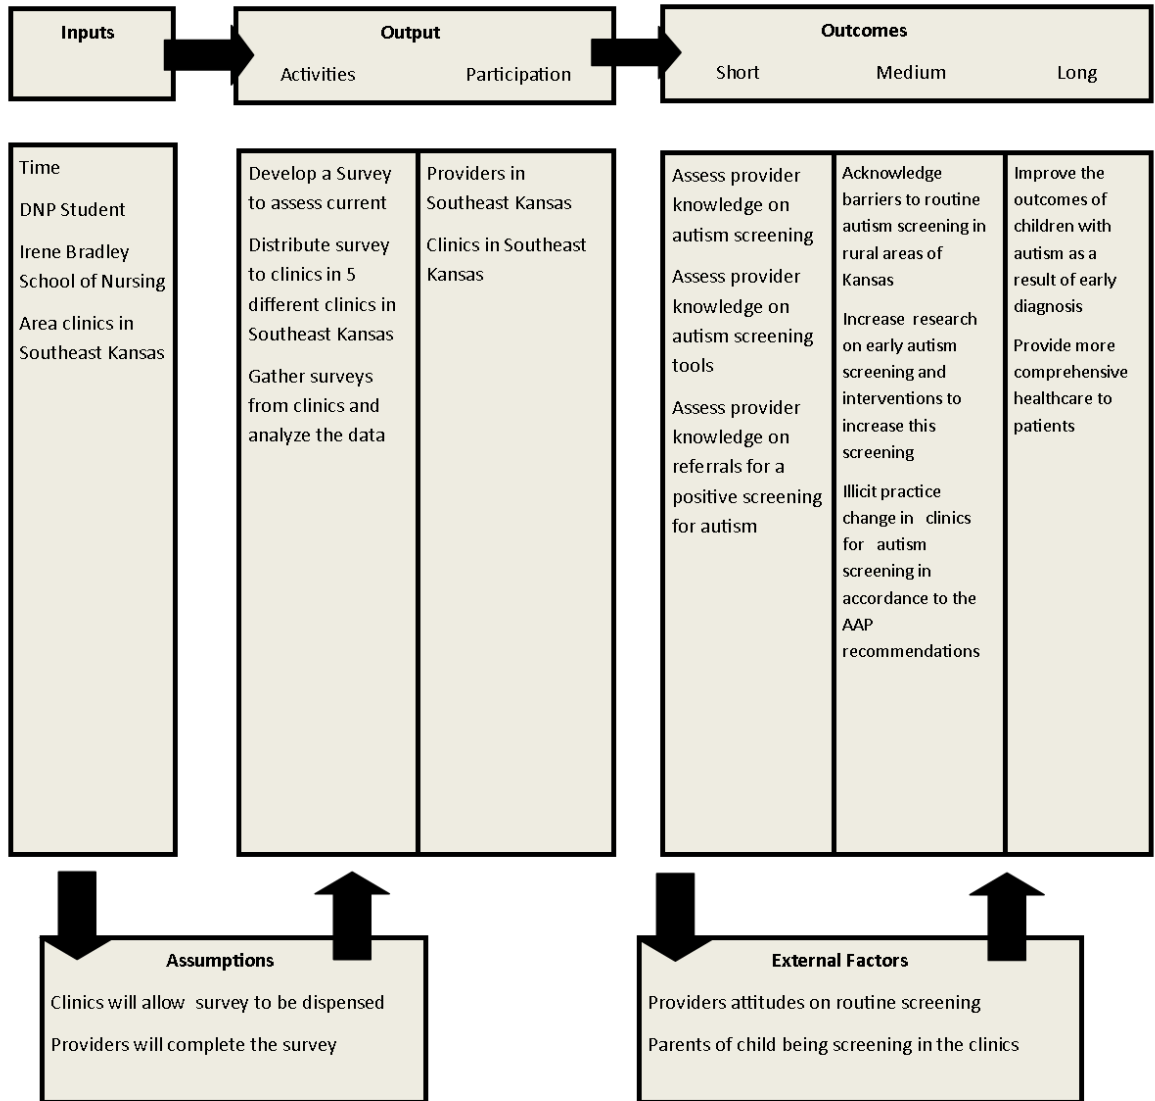 Inputs
Output
Activities Participation
Outcomes
Short Medium Long
Time
DNP Student
Irene Bradley
School of Nursing
Area clinics in
Southeast Kansas
Develop a Survey
to assess current
Distribute survey
to clinics in 5
different clinics in
Southeast Kansas
Gather surveys
from clinics and
analyze the data
Providers in
Southeast Kansas
Clinics in Southeast
Kansas
Assess provider
knowledge on
autism screening
Assess provider
knowledge on
autism screening
tools
Assess provider
knowledge on
referrals for a
positive screening
for autism
Acknowledge
barriers to routine
autism screening in
rural areas of
Kansas
Increase research
on early autism
screening and
interventions to
increase this
screening
Illicit practice
change in clinics
for autism
screening in
accordance to the
AAP
recommendations
Improve the
outcomes of
children with
autism as a
result of early
diagnosis
Provide more
comprehensive
healthcare to
patients
Assumptions
Clinics will allow survey to be dispensed
Providers will complete the survey
External Factors
Providers attitudes on routine screening
Parents of child being screening in the clinics